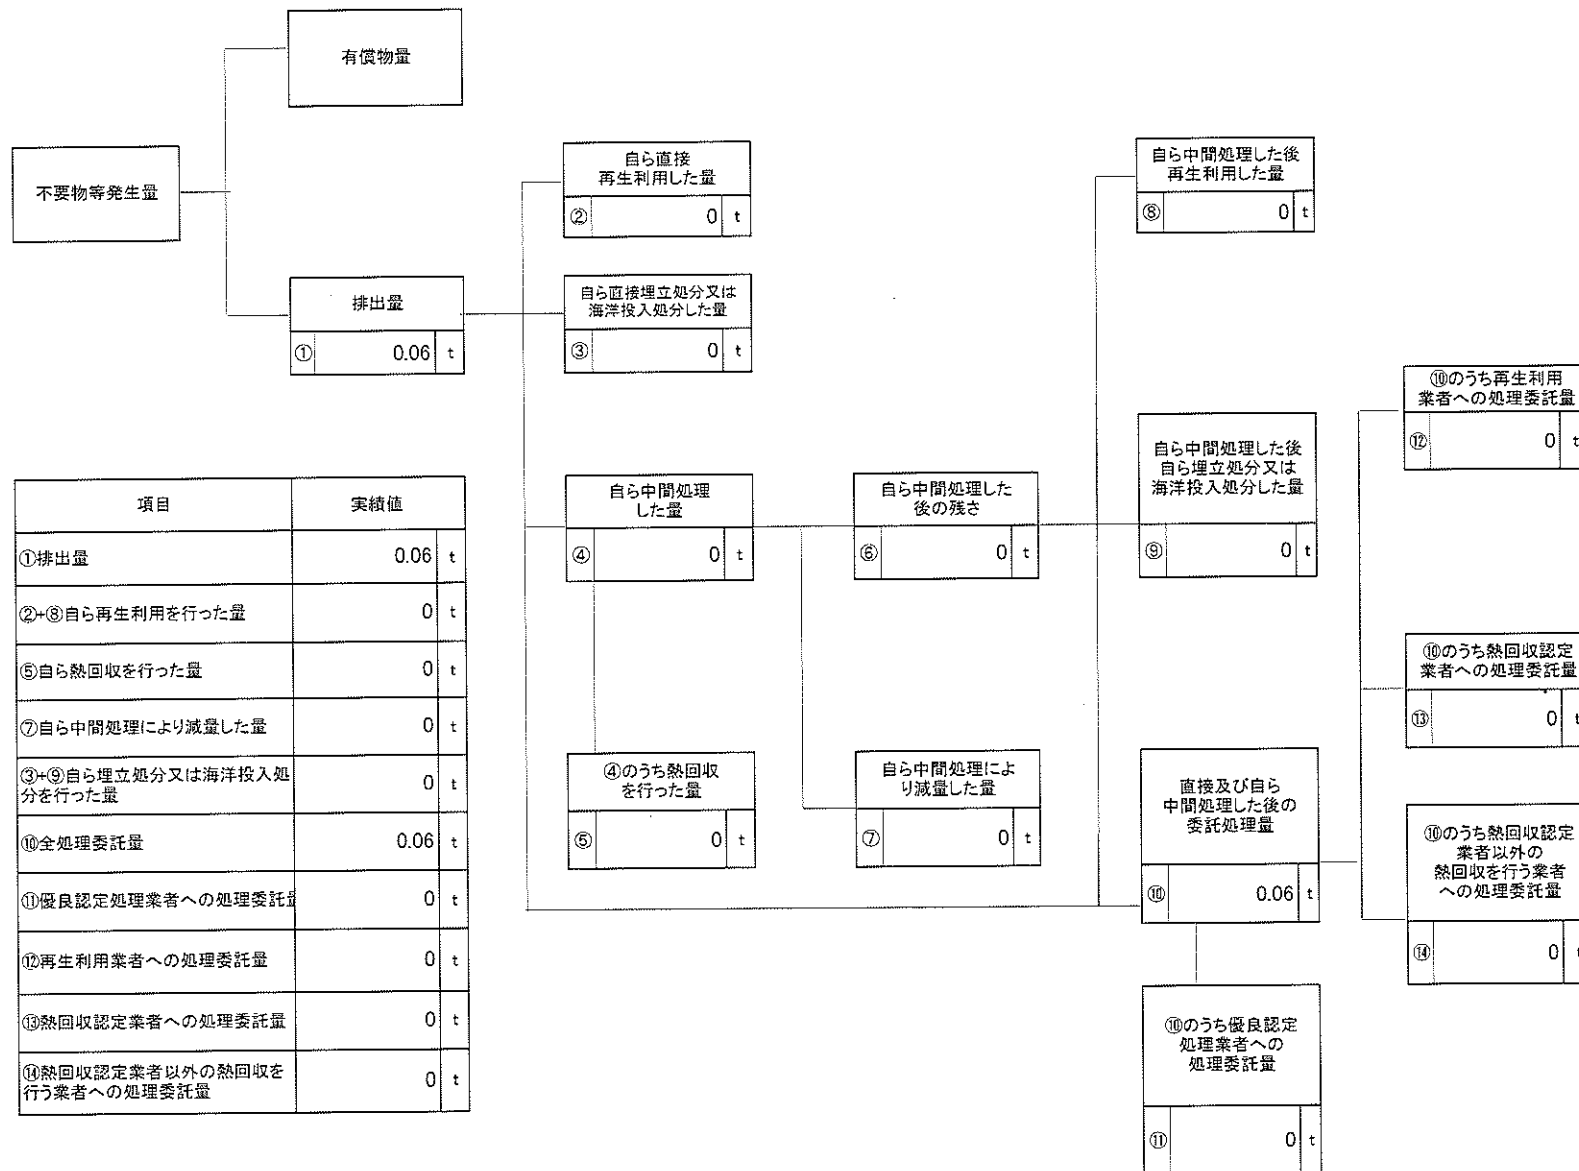 有償物量
不要物等発生量
排出量
① 0.06 t
自ら直接
再生利用した量
② 0 t
自ら直接埋立処分又は
海洋投入処分した量
③ 0 t
自ら中間処理
した量
④ 0 t
④のうち熱回収
を行った量
⑤ 0 t
自ら中間処理した
後の残さ
⑥ 0 t
自ら中間処理によ
り減量した量
⑦ 0 t
自ら中間処理した後
再生利用した量
⑧ 0 t
自ら中間処理した後
自ら埋立処分又は
海洋投入処分した量
⑨ 0 t
直接及び自ら
中間処理した後の
委託処理量
⑩ 0.06 t
⑩のうち優良認定
処理業者への
処理委託量
⑪ 0 t
⑩のうち再生利用
業者への処理委託量
⑫ 0 t
⑩のうち熱回収認定
業者への処理委託量
⑬ 0 t
⑩のうち熱回収認定
業者以外の
熱回収を行う業者
への処理委託量
⑭ 0 t
項目 実績値
①排出量 0.06 t
②+⑧自ら再生利用を行った量 0 t
⑤自ら熱回収を行った量 0 t
⑦自ら中間処理により減量した量 0 t
③+⑨自ら埋立処分又は海洋投入処
分を行った量 0 t
⑩全処理委託量 0.06 t
⑪優良認定処理業者への処理委託量 0 t
⑫再生利用業者への処理委託量 0 t
⑬熱回収認定業者への処理委託量 0 t
⑭熱回収認定業者以外の熱回収を
行う業者への処理委託量 0 t